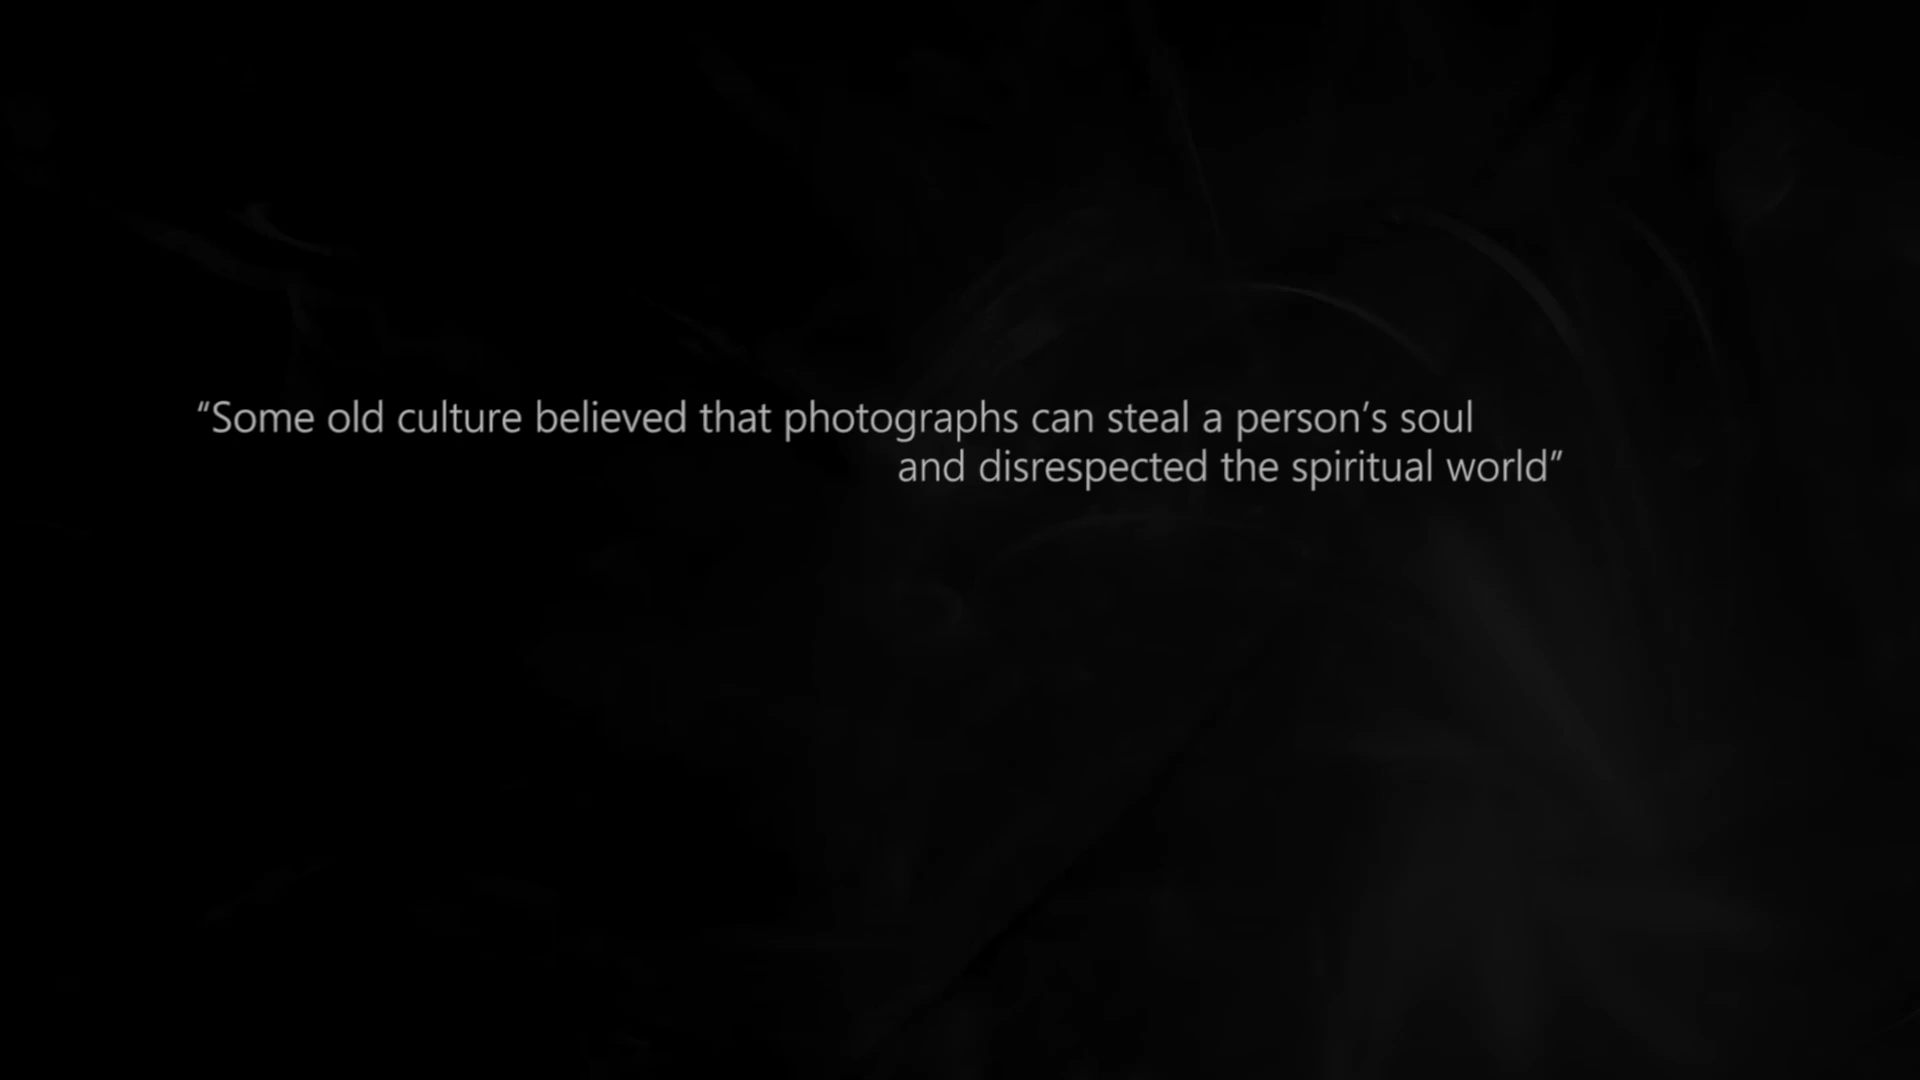 “Some old culture believed that photographs can steal a person’s soul
and disrespected the spiritual world”